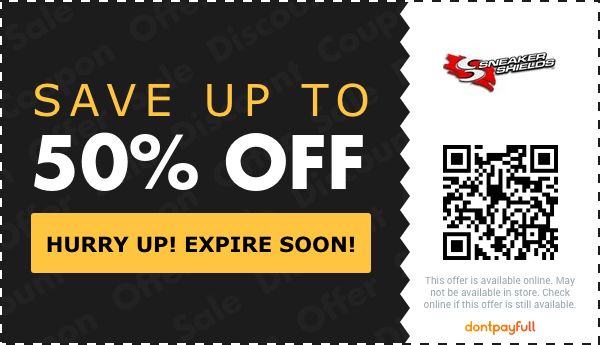 SAVE UP TO
50% OFF
HURRY UP! EXPIRE SOON!
SNEAKER
SHIELDS
This offer is available online. May
not be available in store. Check
online if this offer is still available.
dontpayfull